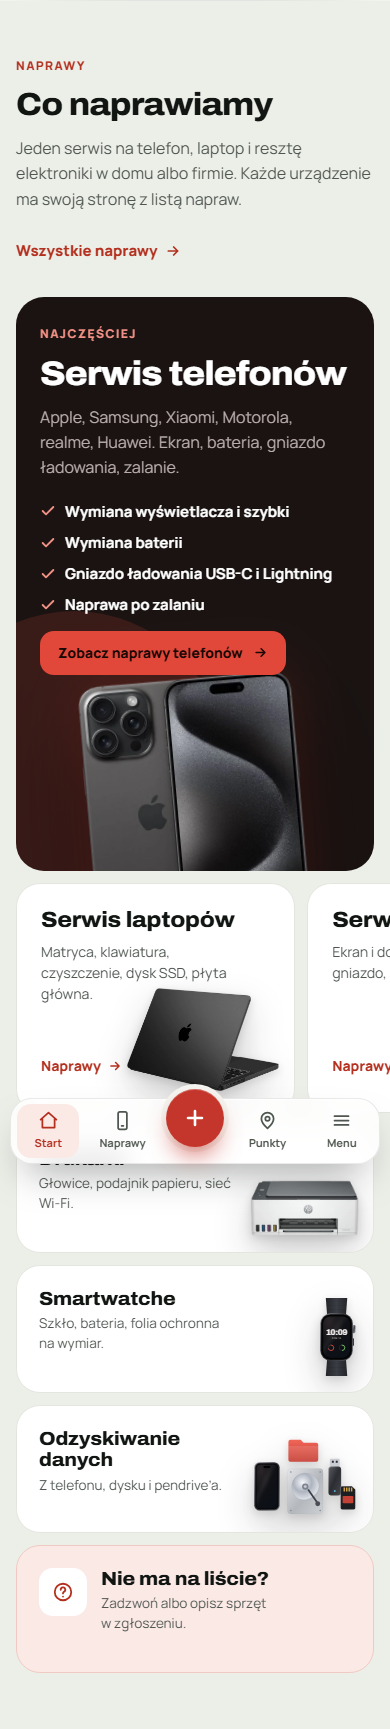 NAPRAWY
Co naprawiamy
Jeden serwis na telefon, laptop i resztę
elektroniki w domu albo firmie. Każde urządzenie
ma swoją stronę z listą napraw.
Wszystkie naprawy →
NAJCZĘŚCIEJ
Serwis telefonów
Apple, Samsung, Xiaomi, Motorola,
realme, Huawei. Ekran, bateria, gniazdo
ładowania, zalanie.
Wymiana wyświetlacza i szybki
Wymiana baterii
Gniazdo ładowania USB-C i Lightning
Naprawa po zalaniu
Zobacz naprawy telefonów →
Serwis laptopów
Matryca, klawiatura,
czyszczenie, dysk SSD, płyta
główna.
Naprawy →
Serw
Ekran i do
gniazdo,
Naprawy
Start
Naprawy
+
Punkty
Menu
Głowice, podajnik papieru, sieć
Wi-Fi.
hp
Smartwatche
Szkło, bateria, folia ochronna
na wymiar.
10:09
Odzyskiwanie
danych
Z telefonu, dysku i pendrive'a.
Nie ma na liście?
Zadzwoń albo opisz sprzęt
w zgłoszeniu.